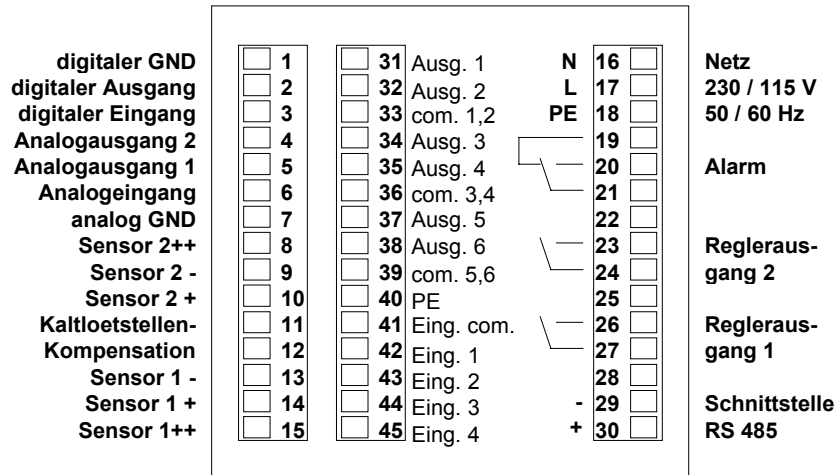 digitaler GND 1 31 Ausg. 1 N 16 Netz
digitaler Ausgang 2 32 Ausg. 2 L 17 230 / 115 V
digitaler Eingang 3 33 com. 1,2 PE 18 50 / 60 Hz
Analogausgang 2 4 34 Ausg. 3 19
Analogausgang 1 5 35 Ausg. 4 20 Alarm
Analogeingang 6 36 com. 3,4 21
analog GND 7 37 Ausg. 5 22
Sensor 2++ 8 38 Ausg. 6 23 Regleraus-
Sensor 2 - 9 39 com. 5,6 24 gang 2
Sensor 2 + 10 40 PE 25
Kaltloetstellen- 11 41 Eing. com. 26 Regleraus-
Kompensation 12 42 Eing. 1 27 gang 1
Sensor 1 - 13 43 Eing. 2 28
Sensor 1 + 14 44 Eing. 3 - 29 Schnittstelle
Sensor 1++ 15 45 Eing. 4 + 30 RS 485